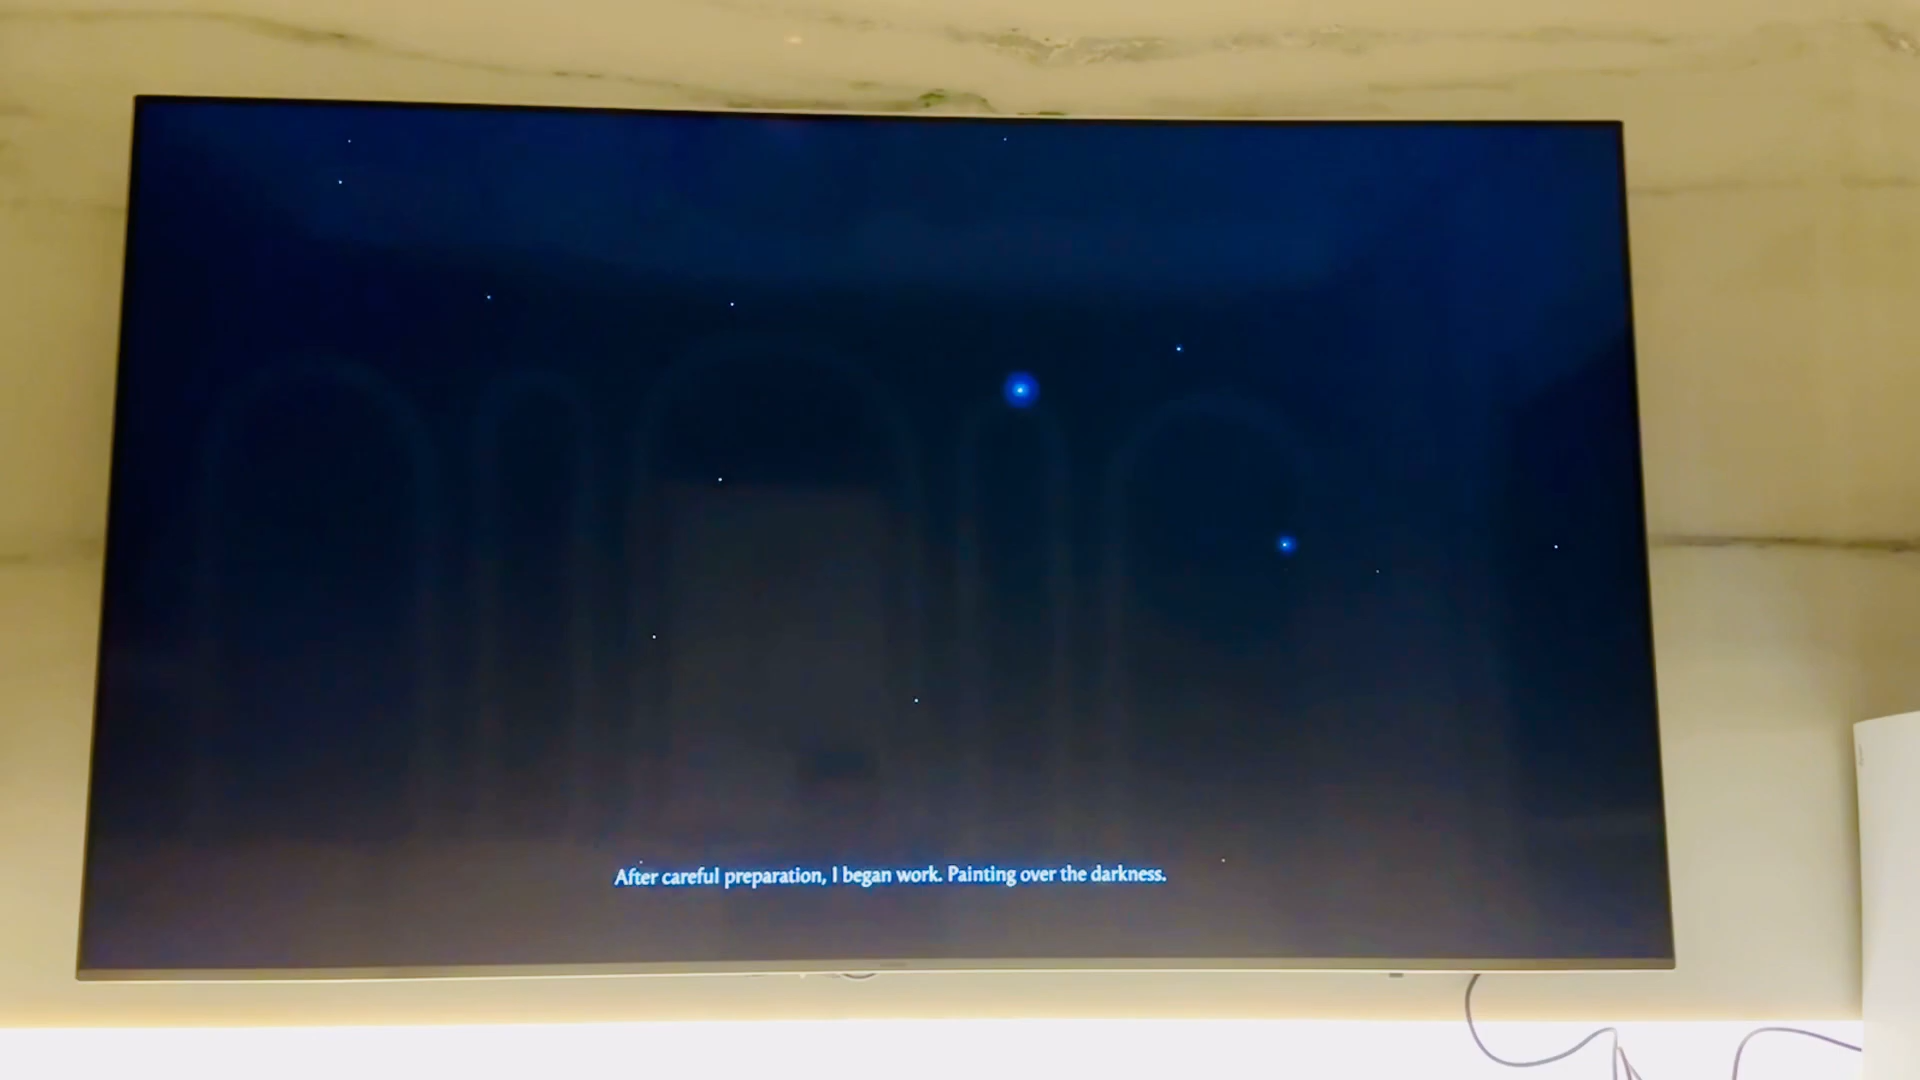 After careful preparation, I began work. Painting over the darkness.